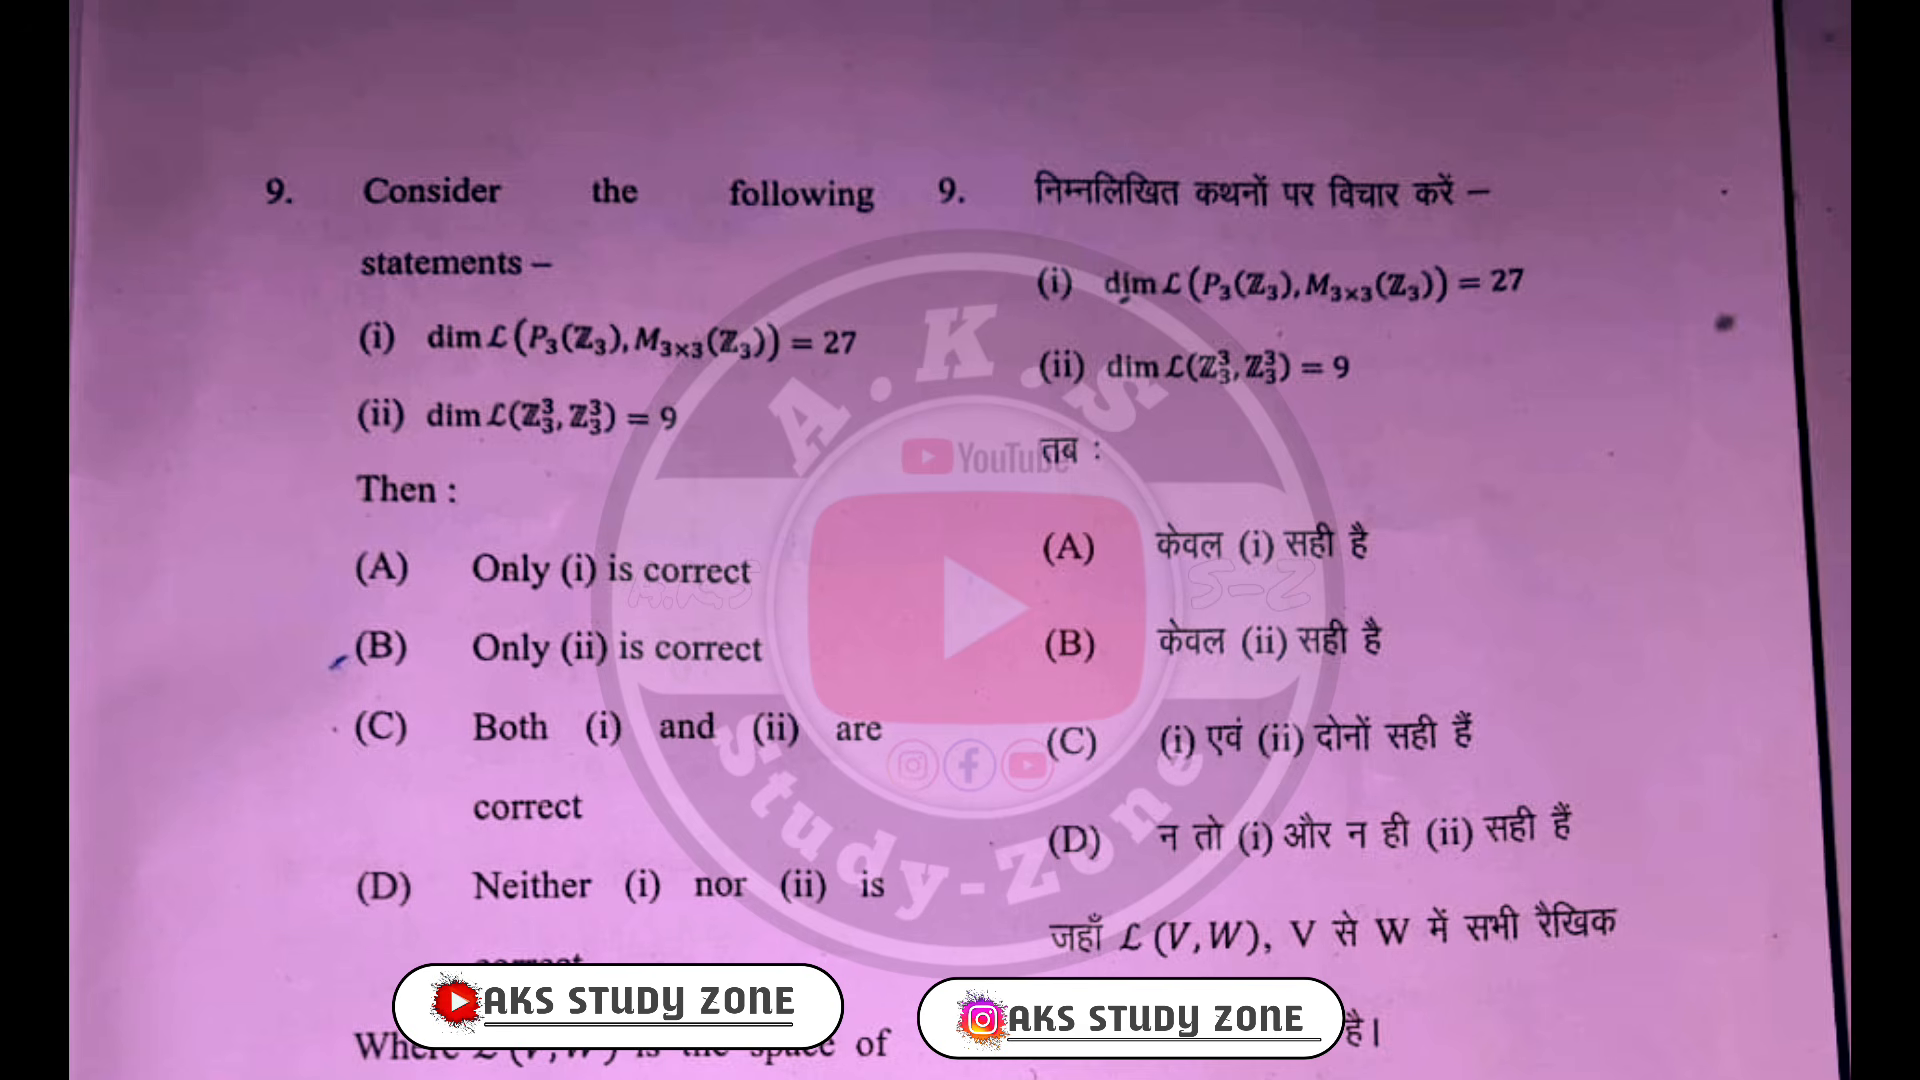 9. Consider the following
statements –
(i) dim ℒ(P₃(ℤ₃), M₃ₓ₃(ℤ₃)) = 27
(ii) dim ℒ(ℤ₃³, ℤ₃³) = 9
Then :
(A) Only (i) is correct
(B) Only (ii) is correct
(C) Both (i) and (ii) are
correct
(D) Neither (i) nor (ii) is
of
9. निम्नलिखित कथनों पर विचार करें –
(i) dim ℒ(P₃(ℤ₃), M₃ₓ₃(ℤ₃)) = 27
(ii) dim ℒ(ℤ₃³, ℤ₃³) = 9
तब :
(A) केवल (i) सही है
(B) केवल (ii) सही है
(C) (i) एवं (ii) दोनों सही हैं
(D) न तो (i) और न ही (ii) सही हैं
जहाँ ℒ (V, W), V से W में सभी रैखिक
है।
A.K.S
YouTube
A.K.S S-Z
Study-Zone
AKS STUDY ZONE
AKS STUDY ZONE